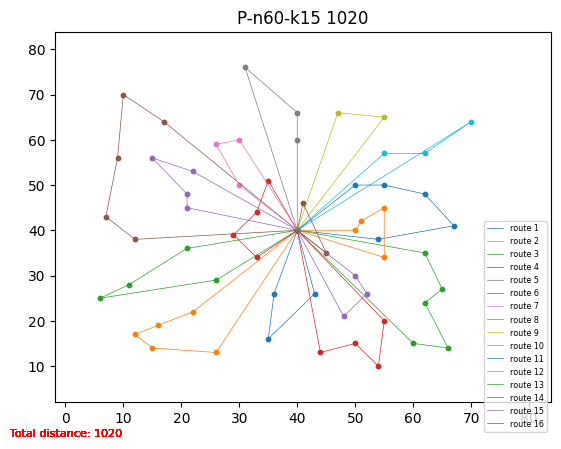 P-n60-k15 1020
80
70
60
50
40
30
20
10
0 10 20 30 40 50 60 70 80
route 1
route 2
route 3
route 4
route 5
route 6
route 7
route 8
route 9
route 10
route 11
route 12
route 13
route 14
route 15
route 16
Total distance: 1020